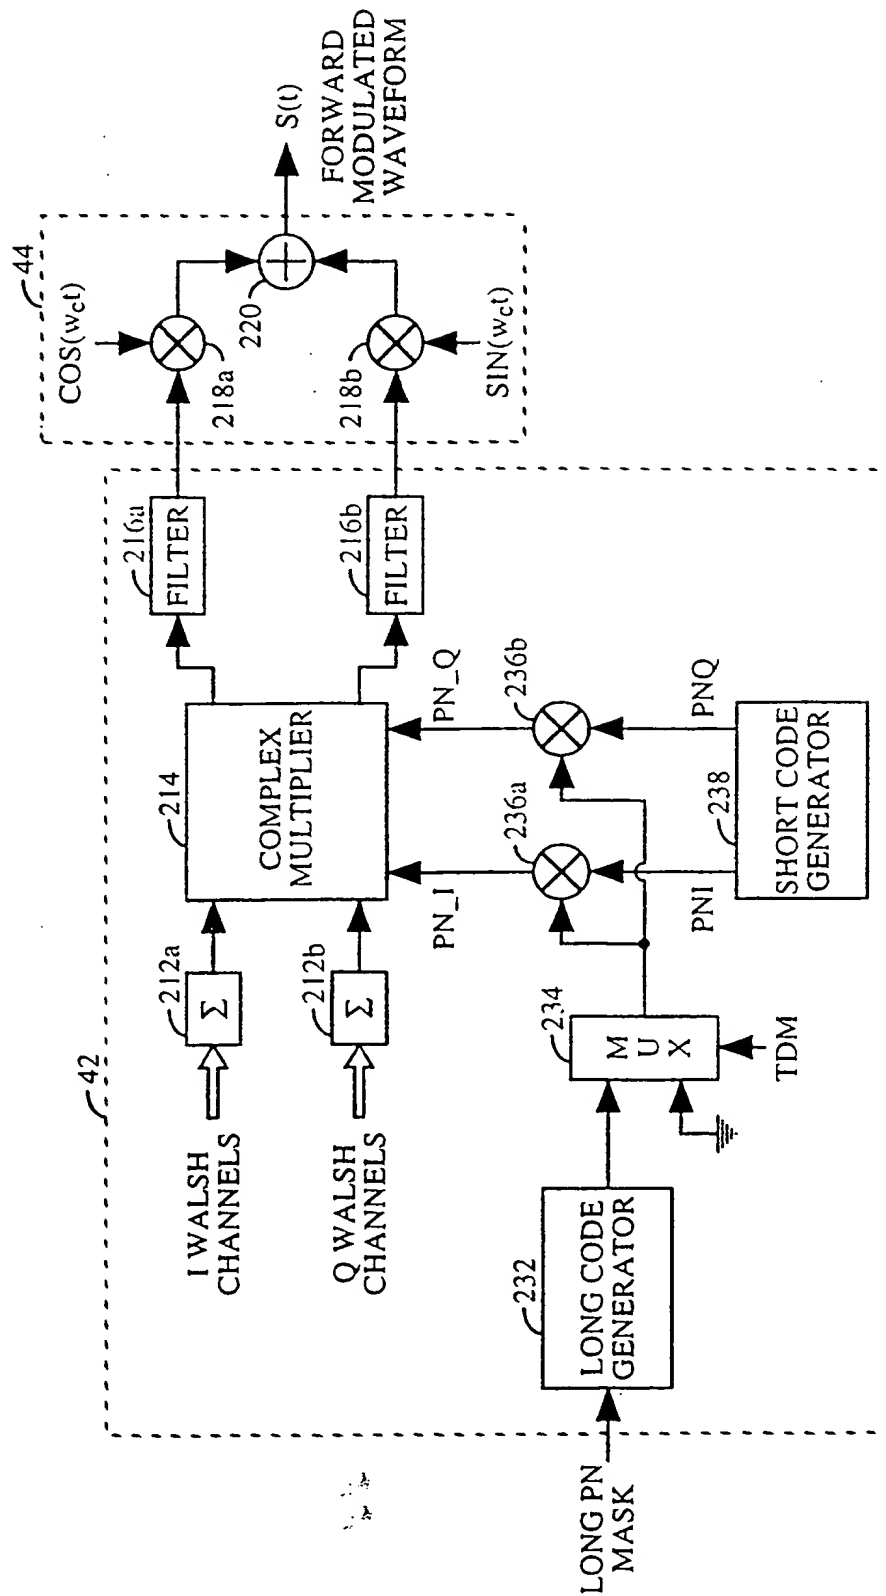 42
44
I WALSH
CHANNELS
212a
Σ
Q WALSH
CHANNELS
212b
Σ
214
COMPLEX
MULTIPLIER
216a
FILTER
216b
FILTER
COS(wct)
218a
218b
SIN(wct)
220
S(t)
FORWARD
MODULATED
WAVEFORM
PN_I
PN_Q
236a
236b
LONG PN
MASK
232
LONG CODE
GENERATOR
234
M
U
X
TDM
PNI
PNQ
238
SHORT CODE
GENERATOR